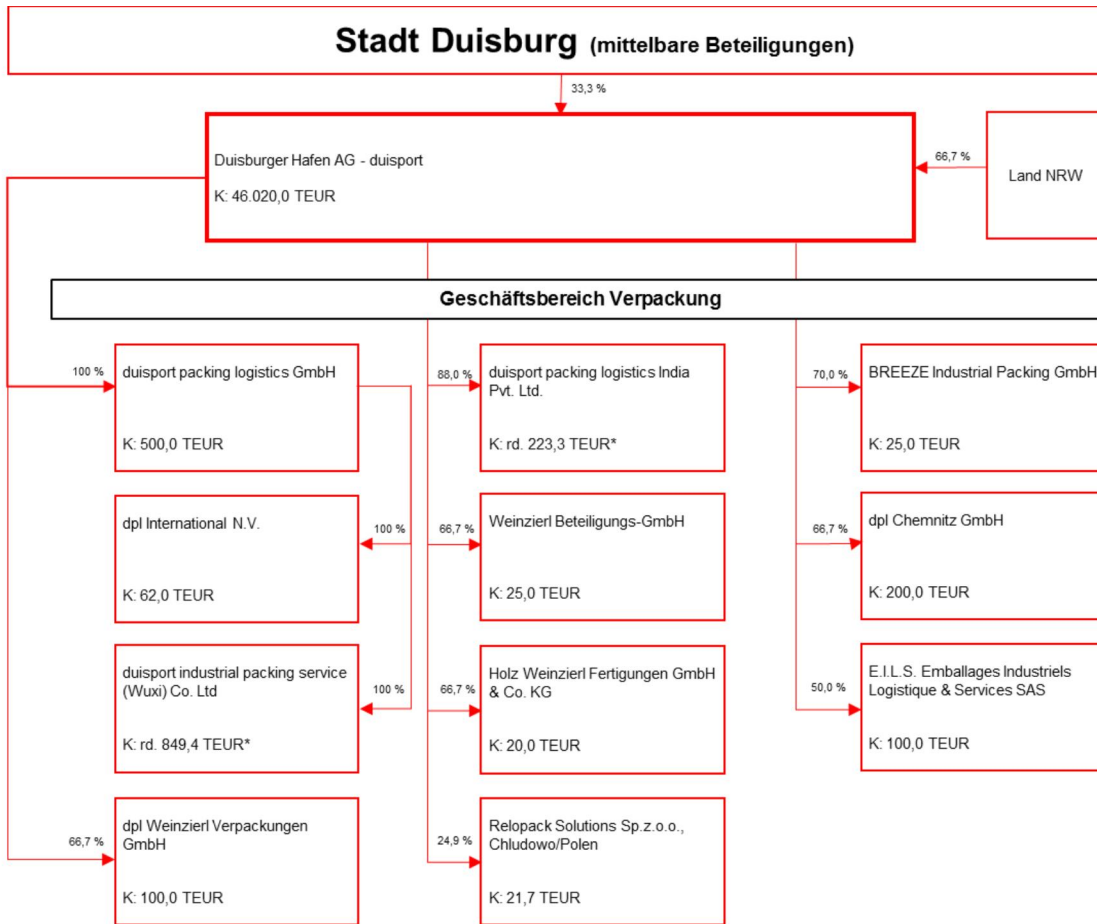 Stadt Duisburg (mittelbare Beteiligungen)
33,3 %
Duisburger Hafen AG - duisport
K: 46.020,0 TEUR
66,7 %
Land NRW
Geschäftsbereich Verpackung
100 %
duisport packing logistics GmbH
K: 500,0 TEUR
88,0 %
duisport packing logistics India
Pvt. Ltd.
K: rd. 223,3 TEUR*
70,0 %
BREEZE Industrial Packing GmbH
K: 25,0 TEUR
dpl International N.V.
K: 62,0 TEUR
100 %
66,7 %
Weinzierl Beteiligungs-GmbH
K: 25,0 TEUR
66,7 %
dpl Chemnitz GmbH
K: 200,0 TEUR
duisport industrial packing service
(Wuxi) Co. Ltd
K: rd. 849,4 TEUR*
100 %
66,7 %
Holz Weinzierl Fertigungen GmbH
& Co. KG
K: 20,0 TEUR
50,0 %
E.I.L.S. Emballages Industriels
Logistique & Services SAS
K: 100,0 TEUR
66,7 %
dpl Weinzierl Verpackungen
GmbH
K: 100,0 TEUR
24,9 %
Relopack Solutions Sp.z.o.o.,
Chludowo/Polen
K: 21,7 TEUR